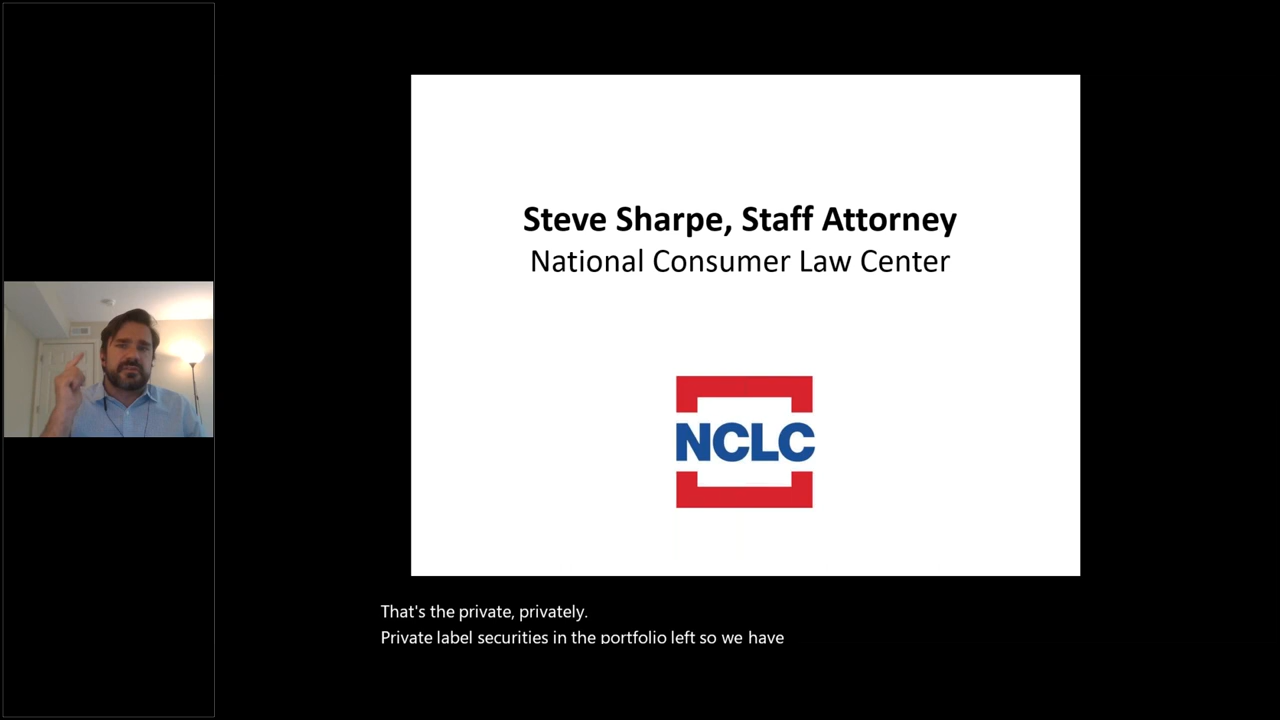 Steve Sharpe, Staff Attorney
National Consumer Law Center
NCLC
That's the private, privately.
Private label securities in the portfolio left so we have